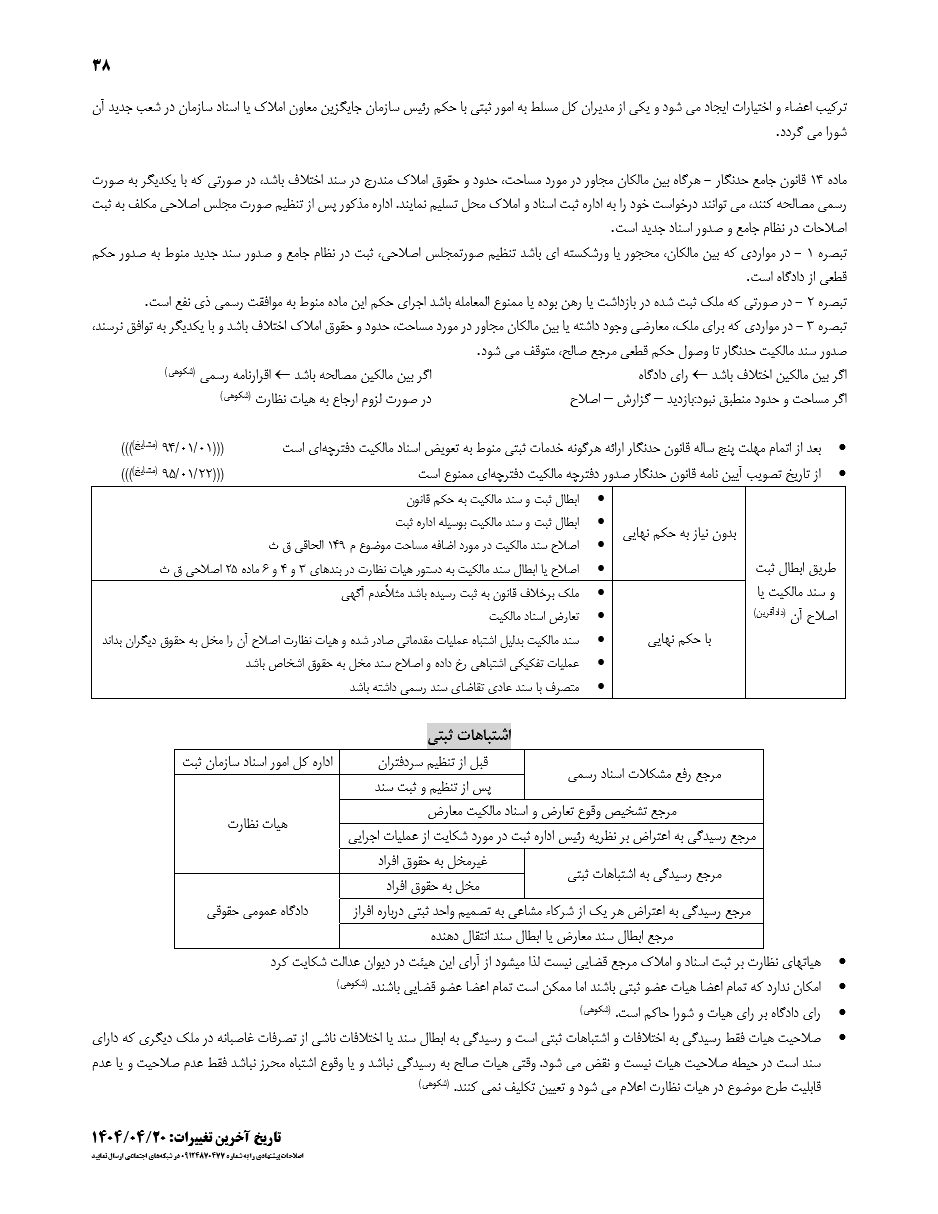 ۳۸
ترکیب اعضاء و اختیارات ایجاد می شود و یکی از مدیران کل مسلط به امور ثبتی با حکم رئیس سازمان جایگزین معاون املاک یا اسناد سازمان در شعب جدید آن
شورا می گردد.
ماده ۱۴ قانون جامع حدنگار – هرگاه بین مالکان مجاور در مورد مساحت، حدود و حقوق املاک مندرج در سند اختلاف باشد، در صورتی که با یکدیگر به صورت
رسمی مصالحه کنند، می توانند درخواست خود را به اداره ثبت اسناد و املاک محل تسلیم نمایند. اداره مذکور پس از تنظیم صورت مجلس اصلاحی مکلف به ثبت
اصلاحات در نظام جامع و صدور اسناد جدید است.
تبصره ۱ – در مواردی که بین مالکان، محجور یا ورشکسته ای باشد تنظیم صورتمجلس اصلاحی، ثبت در نظام جامع و صدور سند جدید منوط به صدور حکم
قطعی از دادگاه است.
تبصره ۲ – در صورتی که ملک ثبت شده در بازداشت یا رهن بوده یا ممنوع المعامله باشد اجرای حکم این ماده منوط به موافقت رسمی ذی نفع است.
تبصره ۳ – در مواردی که برای ملک، معارضی وجود داشته یا بین مالکان مجاور در مورد مساحت، حدود و حقوق املاک اختلاف باشد و با یکدیگر به توافق نرسند،
صدور سند مالکیت حدنگار تا وصول حکم قطعی مرجع صالح، متوقف می شود.
اگر بین مالکین اختلاف باشد ← رای دادگاه اگر بین مالکین مصالحه باشد ← اقرارنامه رسمی (شکوهی)
اگر مساحت و حدود منطبق نبود:بازدید – گزارش – اصلاح در صورت لزوم ارجاع به هیات نظارت (شکوهی)
• بعد از اتمام مهلت پنج ساله قانون حدنگار ارائه هرگونه خدمات ثبتی منوط به تعویض اسناد مالکیت دفترچه‌ای است (((۹۴/۰۱/۰۱ (مشایخ))))
• از تاریخ تصویب آیین نامه قانون حدنگار صدور دفترچه مالکیت دفترچه‌ای ممنوع است (((۹۵/۰۱/۲۲ (مشایخ)))
طریق ابطال ثبت
و سند مالکیت یا
اصلاح آن (دادآفرین)
بدون نیاز به حکم نهایی
• ابطال ثبت و سند مالکیت به حکم قانون
• ابطال ثبت و سند مالکیت بوسیله اداره ثبت
• اصلاح سند مالکیت در مورد اضافه مساحت موضوع م ۱۴۹ الحاقی ق ث
• اصلاح یا ابطال سند مالکیت به دستور هیات نظارت در بندهای ۳ و ۴ و ۶ ماده ۲۵ اصلاحی ق ث
با حکم نهایی
• ملک برخلاف قانون به ثبت رسیده باشد مثلاًعدم آگهی
• تعارض اسناد مالکیت
• سند مالکیت بدلیل اشتباه عملیات مقدماتی صادر شده و هیات نظارت اصلاح آن را مخل به حقوق دیگران بداند
• عملیات تفکیکی اشتباهی رخ داده و اصلاح سند مخل به حقوق اشخاص باشد
• متصرف با سند عادی تقاضای سند رسمی داشته باشد
اشتباهات ثبتی
مرجع رفع مشکلات اسناد رسمی
قبل از تنظیم سردفتران
اداره کل امور اسناد سازمان ثبت
پس از تنظیم و ثبت سند
هیات نظارت
مرجع تشخیص وقوع تعارض و اسناد مالکیت معارض
مرجع رسیدگی به اعتراض بر نظریه رئیس اداره ثبت در مورد شکایت از عملیات اجرایی
مرجع رسیدگی به اشتباهات ثبتی
غیرمخل به حقوق افراد
مخل به حقوق افراد
دادگاه عمومی حقوقی
مرجع رسیدگی به اعتراض هر یک از شرکاء مشاعی به تصمیم واحد ثبتی درباره افراز
مرجع ابطال سند معارض یا ابطال سند انتقال دهنده
• هیاتهای نظارت بر ثبت اسناد و املاک مرجع قضایی نیست لذا میشود از آرای این هیئت در دیوان عدالت شکایت کرد
• امکان ندارد که تمام اعضا هیات عضو ثبتی باشند اما ممکن است تمام اعضا عضو قضایی باشند. (شکوهی)
• رای دادگاه بر رای هیات و شورا حاکم است. (شکوهی)
• صلاحیت هیات فقط رسیدگی به اختلافات و اشتباهات ثبتی است و رسیدگی به ابطال سند یا اختلافات ناشی از تصرفات غاصبانه در ملک دیگری که دارای
سند است در حیطه صلاحیت هیات نیست و نقض می شود. وقتی هیات صالح به رسیدگی نباشد و یا وقوع اشتباه محرز نباشد فقط عدم صلاحیت و یا عدم
قابلیت طرح موضوع در هیات نظارت اعلام می شود و تعیین تکلیف نمی کنند. (شکوهی)
تاریخ آخرین تغییرات: ۱۴۰۴/۰۴/۲۰
اصلاحات پیشنهادی را به شماره ۰۹۱۲۴۸۷۰۴۷۷ در شبکه‌های اجتماعی ارسال نمایید